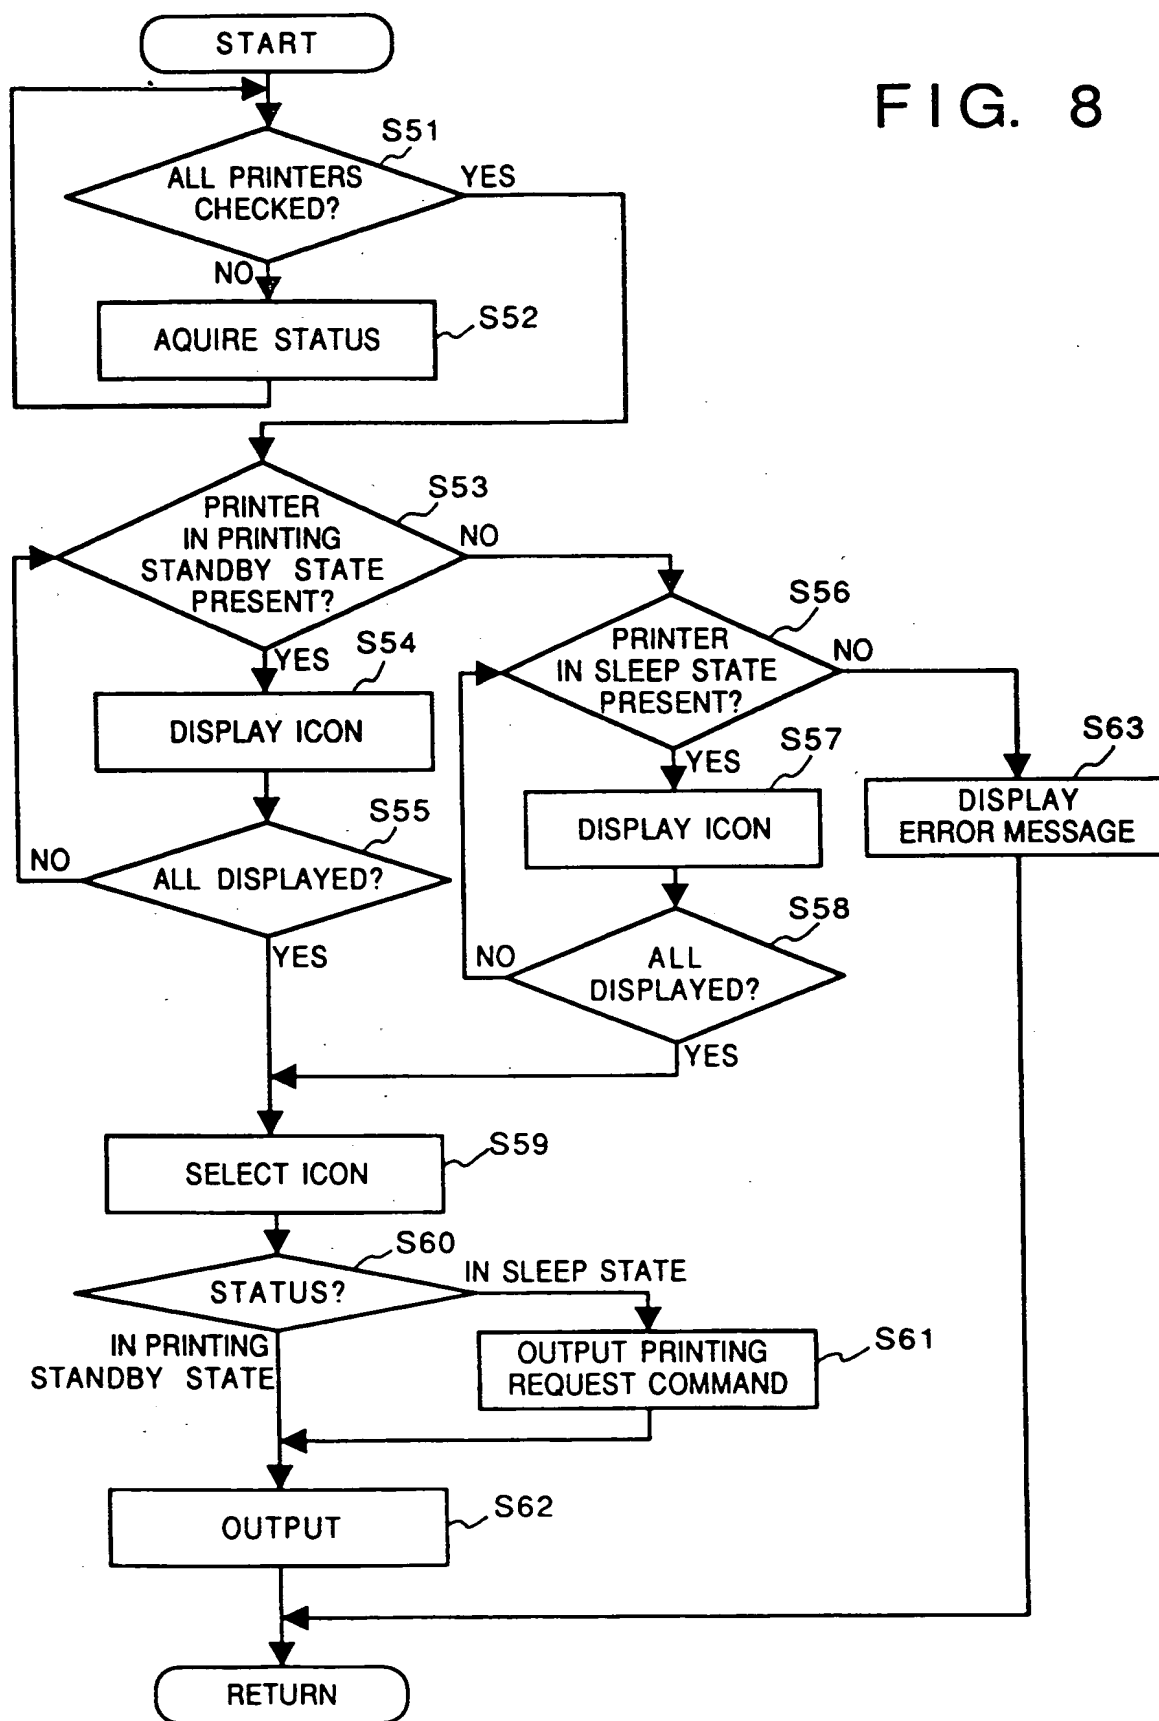 START
FIG. 8
S51
ALL PRINTERS
CHECKED?
YES
NO
S52
AQUIRE STATUS
S53
PRINTER
IN PRINTING
STANDBY STATE
PRESENT?
NO
YES
S54
DISPLAY ICON
S55
ALL DISPLAYED?
NO
YES
S56
PRINTER
IN SLEEP STATE
PRESENT?
NO
YES
S57
DISPLAY ICON
S58
ALL
DISPLAYED?
NO
YES
S63
DISPLAY
ERROR MESSAGE
S59
SELECT ICON
S60
STATUS?
IN SLEEP STATE
IN PRINTING
STANDBY STATE
S61
OUTPUT PRINTING
REQUEST COMMAND
S62
OUTPUT
RETURN